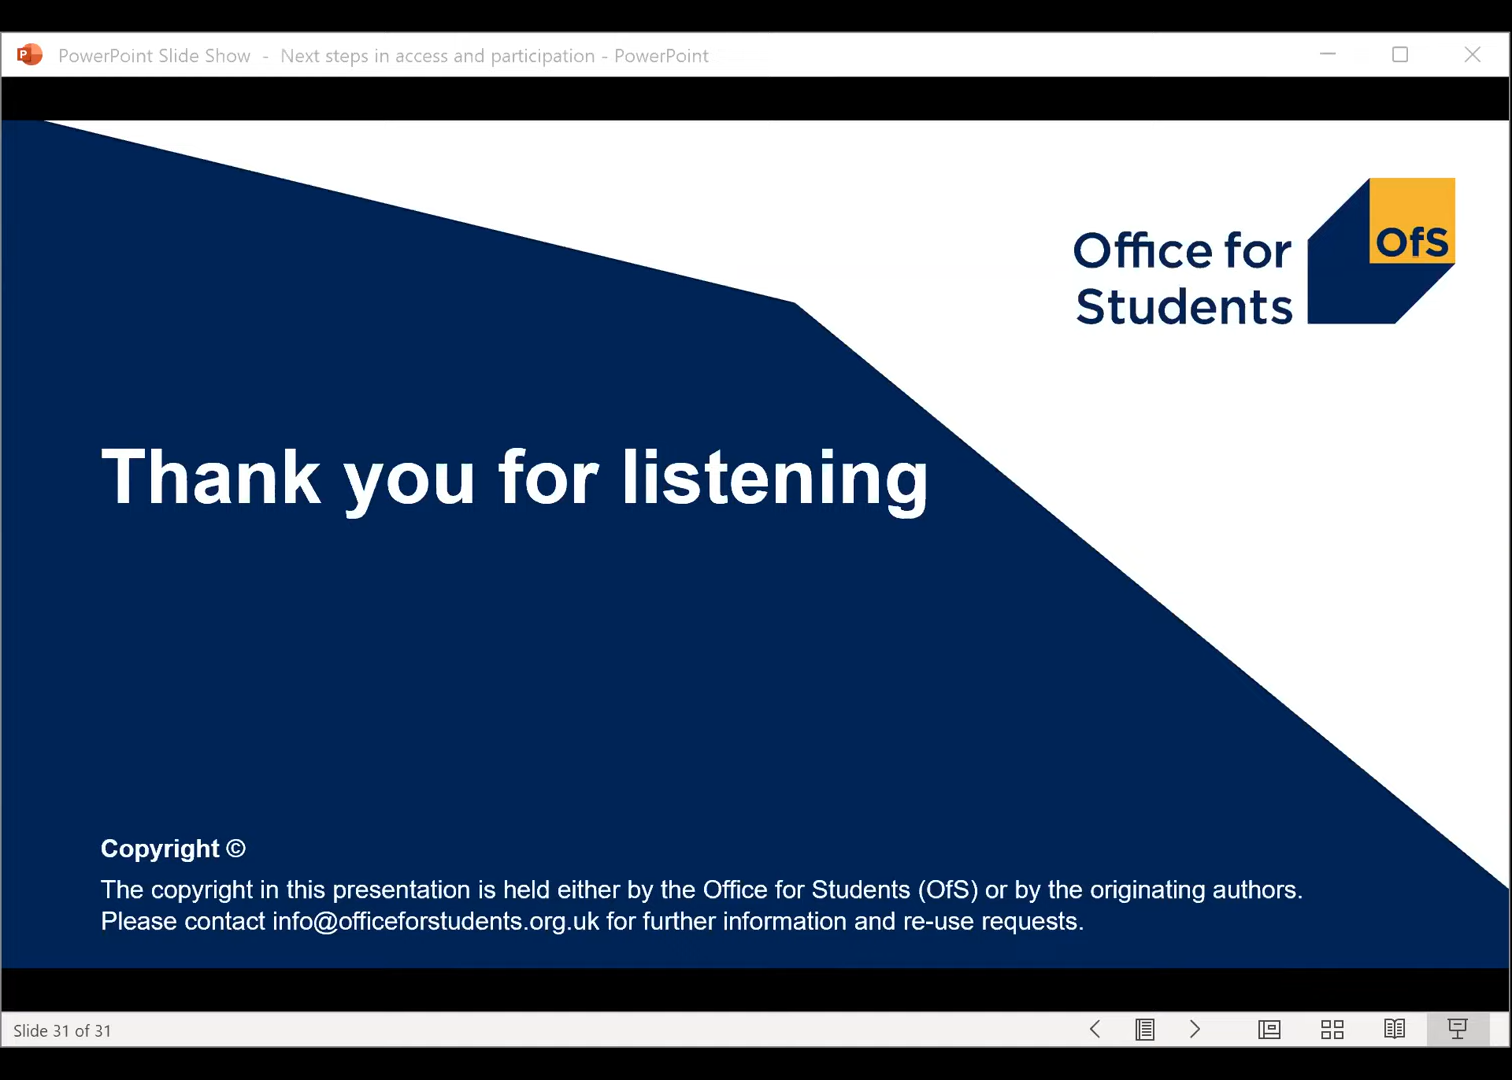 PowerPoint Slide Show - Next steps in access and participation - PowerPoint
Office for
Students
OfS
Thank you for listening
Copyright ©
The copyright in this presentation is held either by the Office for Students (OfS) or by the originating authors.
Please contact info@officeforstudents.org.uk for further information and re-use requests.
Slide 31 of 31